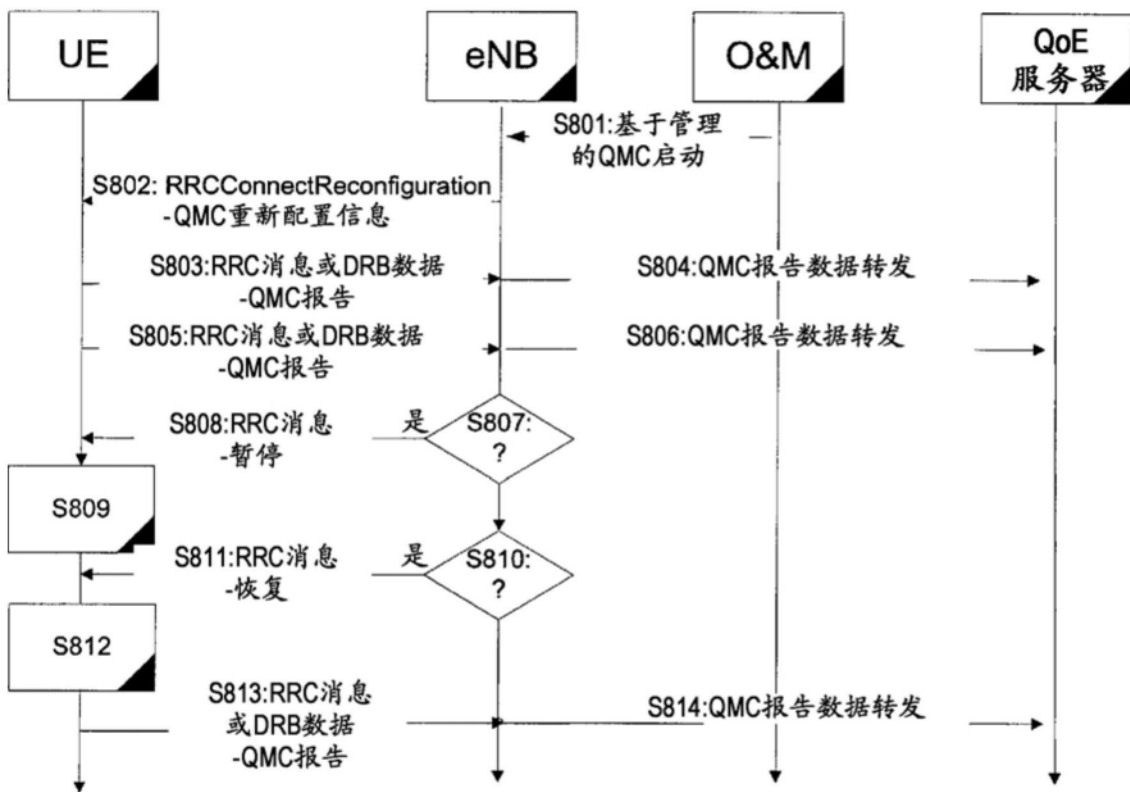 UE
eNB
O&M
QoE
服务器
S801:基于管理
的QMC启动
S802: RRCConnectReconfiguration
-QMC重新配置信息
S803:RRC消息或DRB数据
-QMC报告
S804:QMC报告数据转发
S805:RRC消息或DRB数据
-QMC报告
S806:QMC报告数据转发
S808:RRC消息
-暂停
是
S807:
?
S809
S811:RRC消息
-恢复
是
S810:
?
S812
S813:RRC消息
或DRB数据
-QMC报告
S814:QMC报告数据转发